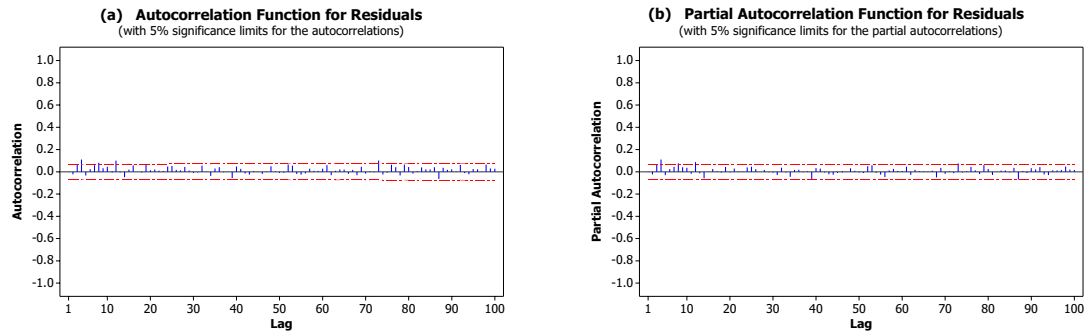 (a) Autocorrelation Function for Residuals
(with 5% significance limits for the autocorrelations)
1.0
0.8
0.6
0.4
0.2
0.0
-0.2
-0.4
-0.6
-0.8
-1.0
Autocorrelation
1 10 20 30 40 50 60 70 80 90 100
Lag
(b) Partial Autocorrelation Function for Residuals
(with 5% significance limits for the partial autocorrelations)
1.0
0.8
0.6
0.4
0.2
0.0
-0.2
-0.4
-0.6
-0.8
-1.0
Partial Autocorrelation
1 10 20 30 40 50 60 70 80 90 100
Lag